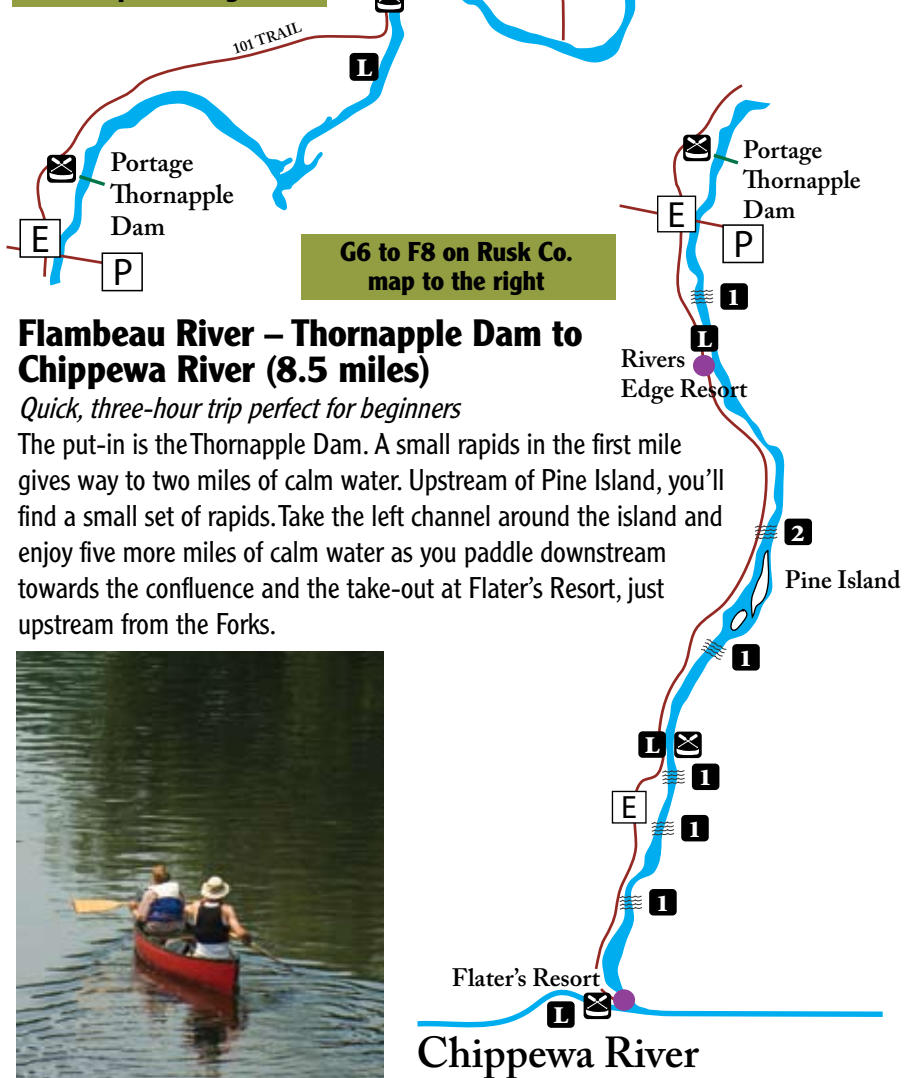 101 TRAIL
L
Portage
Thornapple
Dam
E
P
G6 to F8 on Rusk Co.
map to the right
Flambeau River – Thornapple Dam to
Chippewa River (8.5 miles)
Quick, three-hour trip perfect for beginners
The put-in is the Thornapple Dam. A small rapids in the first mile
gives way to two miles of calm water. Upstream of Pine Island, you'll
find a small set of rapids. Take the left channel around the island and
enjoy five more miles of calm water as you paddle downstream
towards the confluence and the take-out at Flater's Resort, just
upstream from the Forks.
Portage
Thornapple
Dam
E
P
1
L
Rivers
Edge Resort
2
Pine Island
1
L
1
E
1
1
Flater's Resort
L
Chippewa River